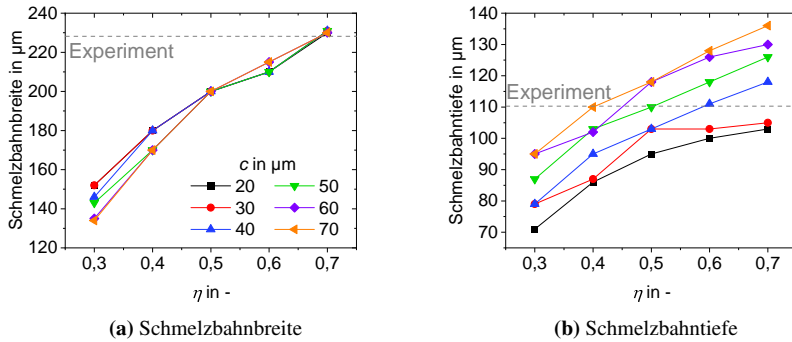 Schmelzbahnbreite in µm
220
200
180
160
140
120
Experiment
c in µm
20 50
30 60
40 70
0,3 0,4 0,5 0,6 0,7
η in -
(a) Schmelzbahnbreite
Schmelzbahntiefe in µm
140
130
120
110
100
90
80
70
Experiment
0,3 0,4 0,5 0,6 0,7
η in -
(b) Schmelzbahntiefe